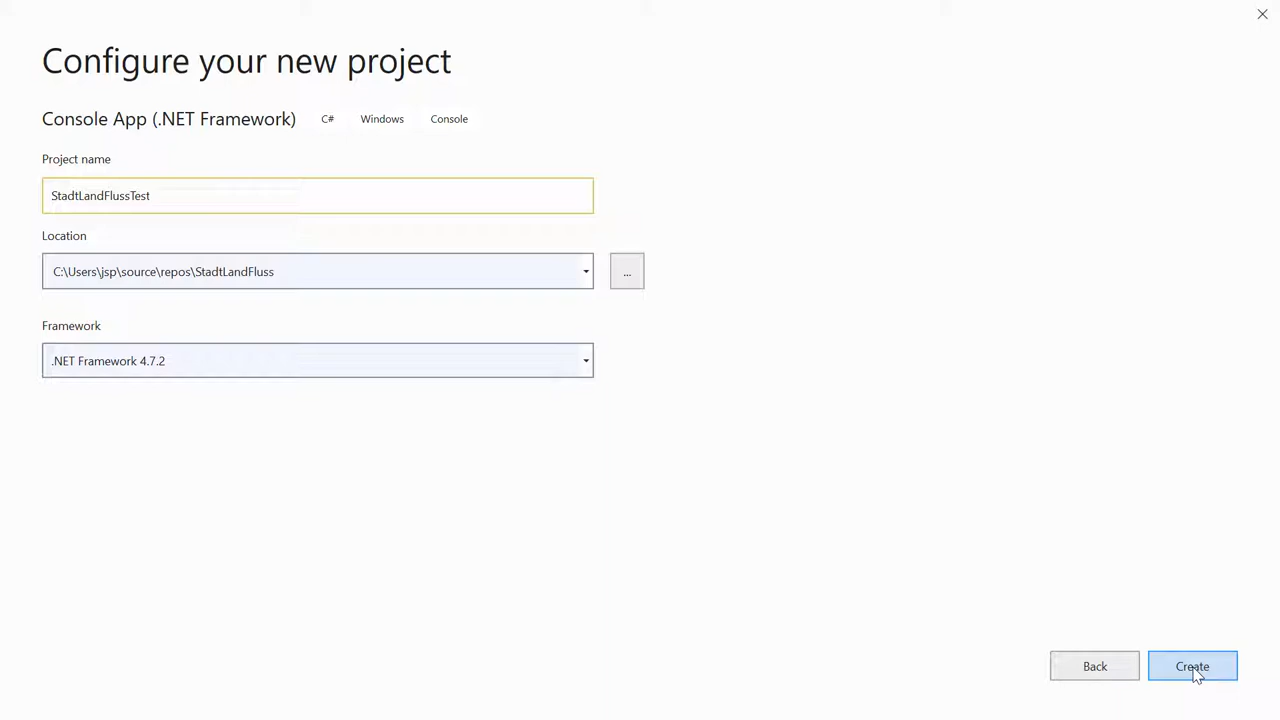 Configure your new project
Console App (.NET Framework) C# Windows Console
Project name
StadtLandFlussTest
Location
C:\Users\jsp\source\repos\StadtLandFluss
...
Framework
.NET Framework 4.7.2
Back Create